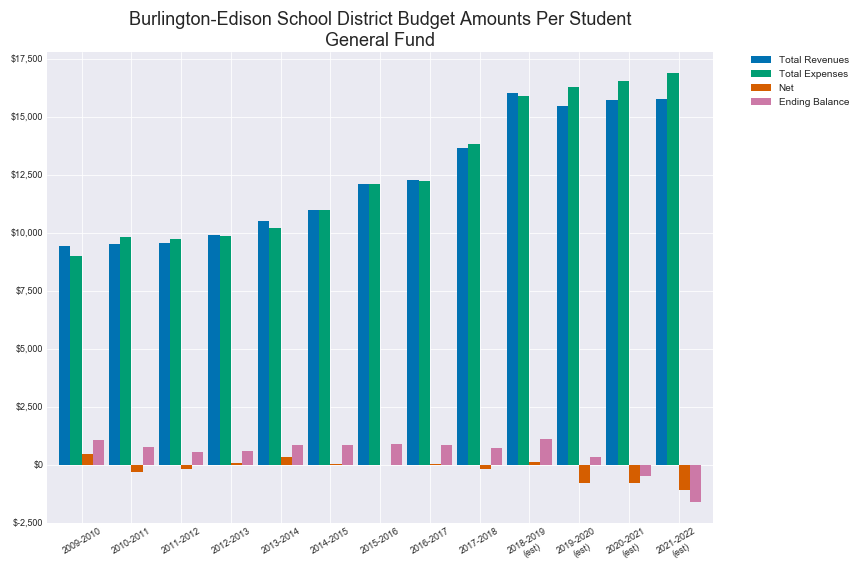 Burlington-Edison School District Budget Amounts Per Student
General Fund
Total Revenues
Total Expenses
Net
Ending Balance
$17,500
$15,000
$12,500
$10,000
$7,500
$5,000
$2,500
$0
$-2,500
2009-2010
2010-2011
2011-2012
2012-2013
2013-2014
2014-2015
2015-2016
2016-2017
2017-2018
2018-2019
(est)
2019-2020
(est)
2020-2021
(est)
2021-2022
(est)